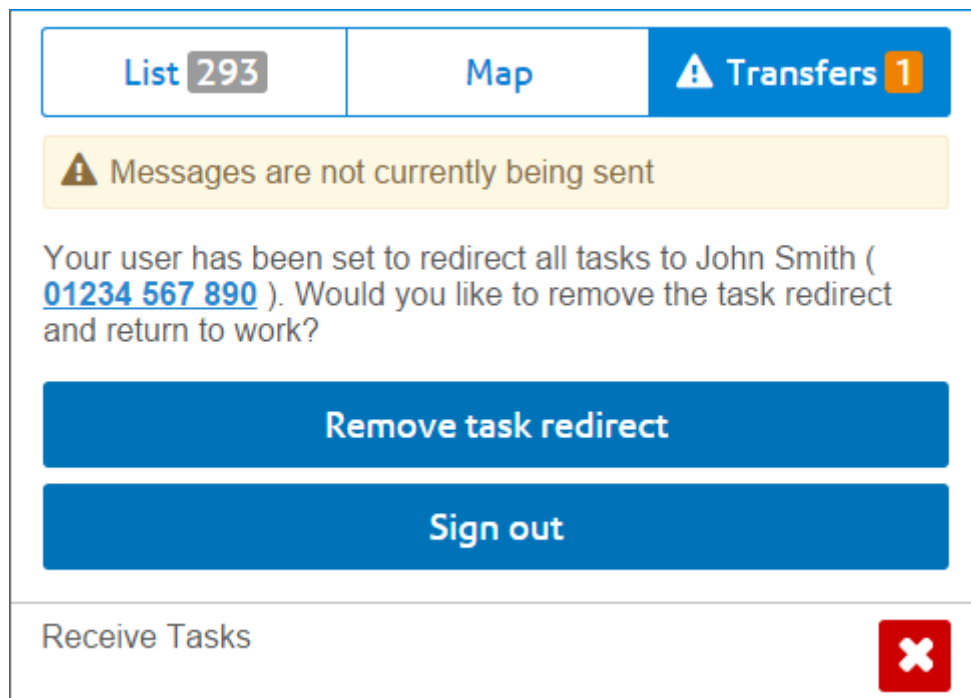 List 293 Map Transfers 1
Messages are not currently being sent
Your user has been set to redirect all tasks to John Smith (
01234 567 890 ). Would you like to remove the task redirect
and return to work?
Remove task redirect
Sign out
Receive Tasks